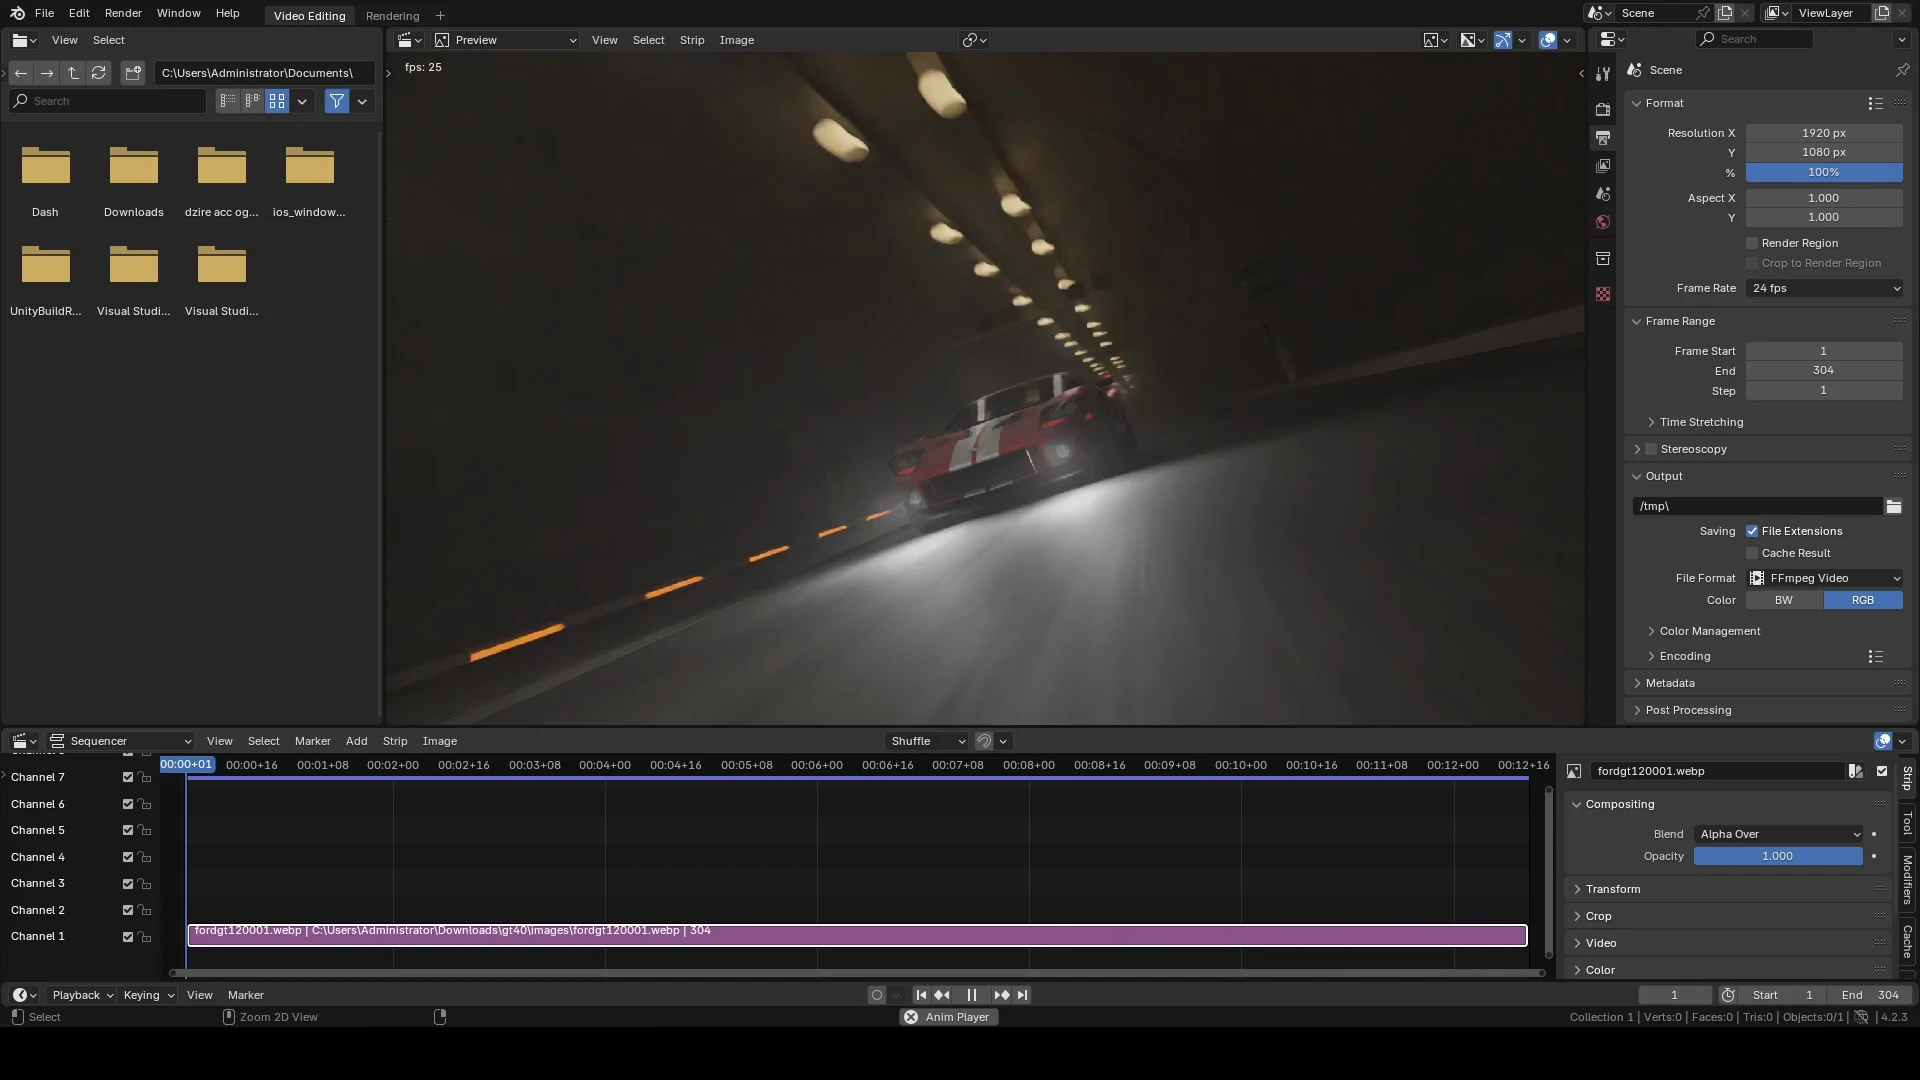 File Edit Render Window Help Video Editing Rendering + Scene ViewLayer
View Select Preview View Select Strip Image Search
C:\Users\Administrator\Documents\ fps: 25 Scene
Search
Format
Resolution X 1920 px
Y 1080 px
% 100%
Aspect X 1.000
Y 1.000
Dash Downloads dzire acc og... ios_window...
Render Region
Crop to Render Region
Frame Rate 24 fps
UnityBuildR... Visual Studi... Visual Studi...
Frame Range
Frame Start 1
End 304
Step 1
Time Stretching
Stereoscopy
Output
/tmp\
Saving File Extensions
Cache Result
File Format FFmpeg Video
Color BW RGB
Color Management
Encoding
Metadata
Post Processing
Sequencer View Select Marker Add Strip Image Shuffle
00:00+01 00:00+16 00:01+08 00:02+00 00:02+16 00:03+08 00:04+00 00:04+16 00:05+08 00:06+00 00:06+16 00:07+08 00:08+00 00:08+16 00:09+08 00:10+00 00:10+16 00:11+08 00:12+00 00:12+16
fordgt120001.webp
Channel 7
Channel 6
Channel 5
Channel 4
Channel 3
Channel 2
Channel 1
fordgt120001.webp | C:\Users\Administrator\Downloads\gt40\images\fordgt120001.webp | 304
Compositing
Blend Alpha Over
Opacity 1.000
Transform
Crop
Video
Color
Strip
Tool
Modifiers
Cache
Playback Keying View Marker 1 Start 1 End 304
Select Zoom 2D View Anim Player Collection 1 | Verts:0 | Faces:0 | Tris:0 | Objects:0/1 | 4.2.3